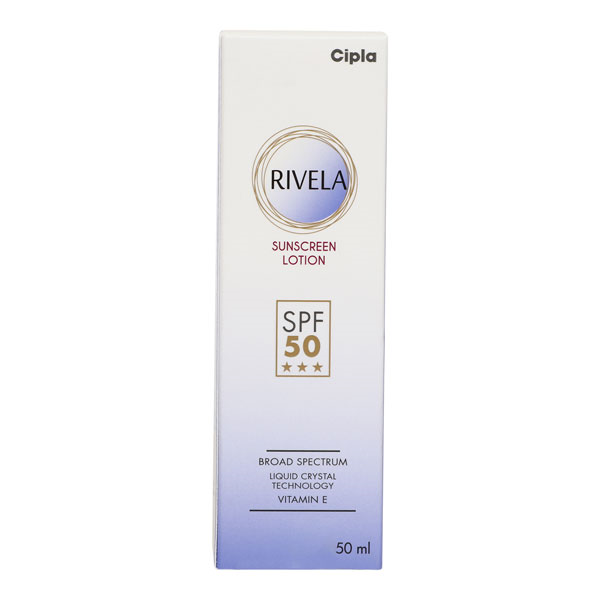 Cipla
RIVELA
SUNSCREEN
LOTION
SPF
50
★★★
BROAD SPECTRUM
LIQUID CRYSTAL
TECHNOLOGY
VITAMIN E
50 ml